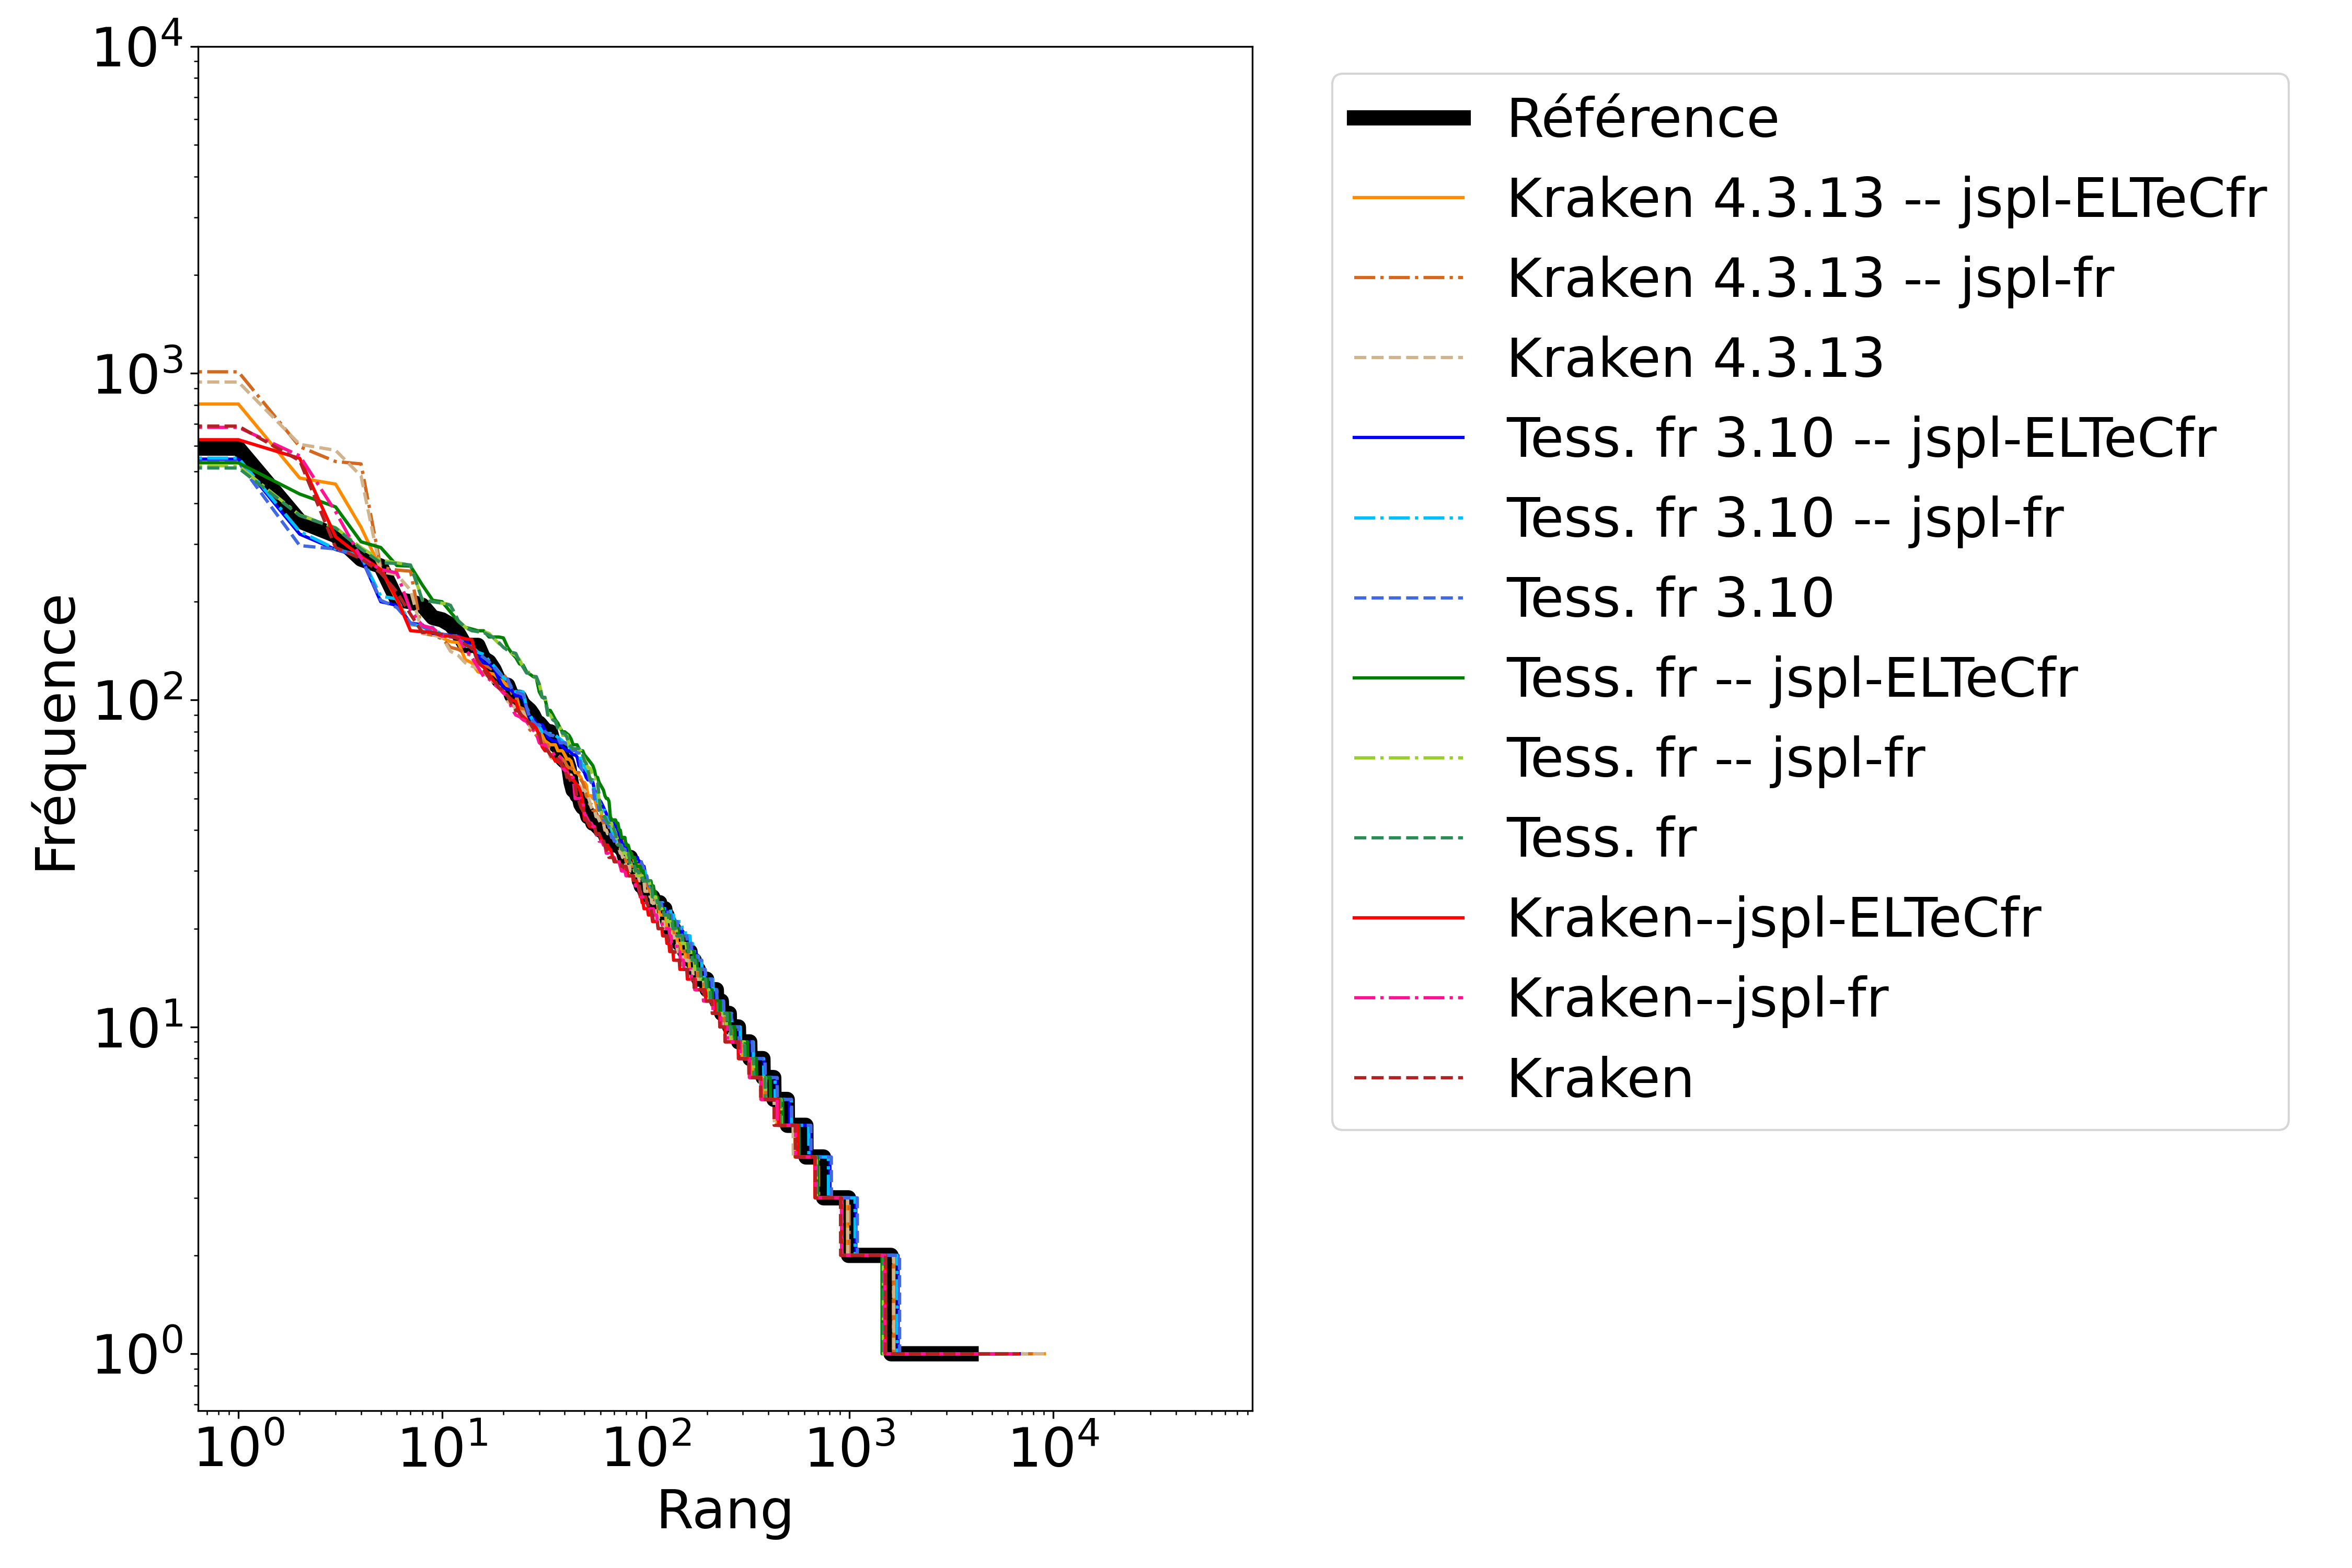 10⁴
10³
10²
10¹
10⁰
Fréquence
10⁰ 10¹ 10² 10³ 10⁴
Rang
Référence
Kraken 4.3.13 -- jspl-ELTeCfr
Kraken 4.3.13 -- jspl-fr
Kraken 4.3.13
Tess. fr 3.10 -- jspl-ELTeCfr
Tess. fr 3.10 -- jspl-fr
Tess. fr 3.10
Tess. fr -- jspl-ELTeCfr
Tess. fr -- jspl-fr
Tess. fr
Kraken--jspl-ELTeCfr
Kraken--jspl-fr
Kraken